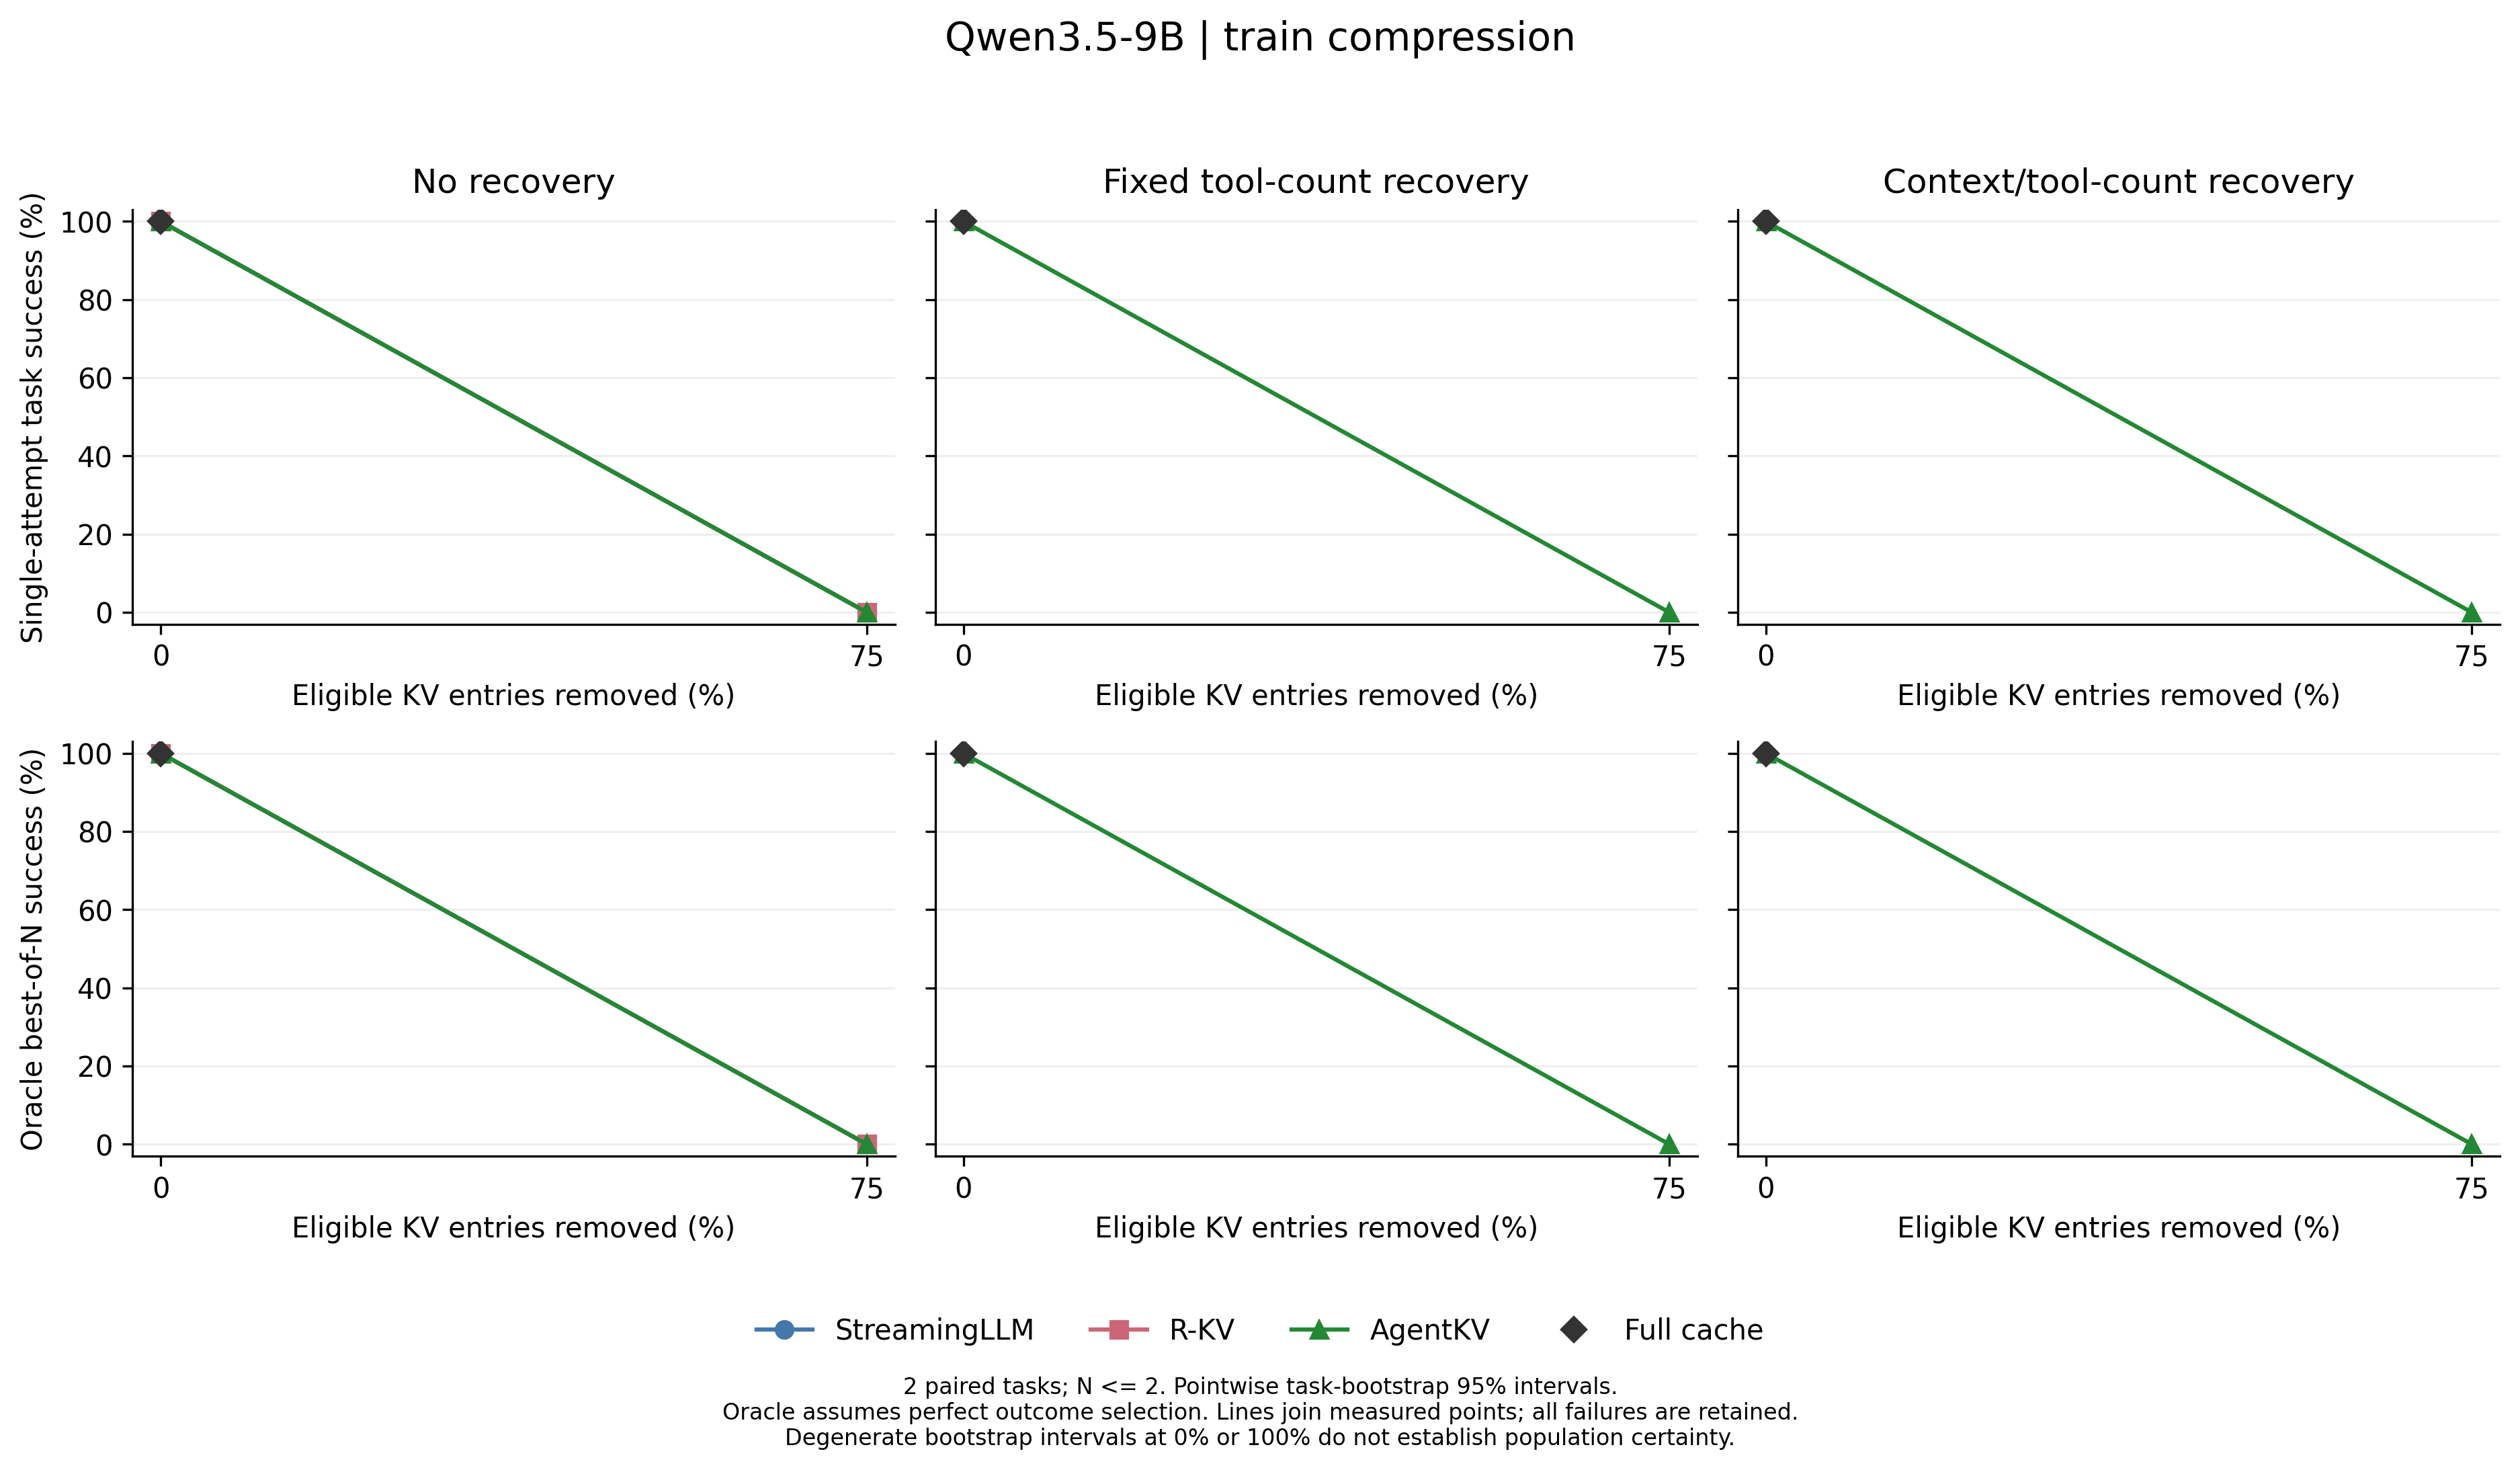 Qwen3.5-9B | train compression
No recovery
Fixed tool-count recovery
Context/tool-count recovery
Single-attempt task success (%)
100
80
60
40
20
0
0
75
0
75
0
75
Eligible KV entries removed (%)
Eligible KV entries removed (%)
Eligible KV entries removed (%)
Oracle best-of-N success (%)
100
80
60
40
20
0
0
75
0
75
0
75
Eligible KV entries removed (%)
Eligible KV entries removed (%)
Eligible KV entries removed (%)
StreamingLLM
R-KV
AgentKV
Full cache
2 paired tasks; N <= 2. Pointwise task-bootstrap 95% intervals.
Oracle assumes perfect outcome selection. Lines join measured points; all failures are retained.
Degenerate bootstrap intervals at 0% or 100% do not establish population certainty.